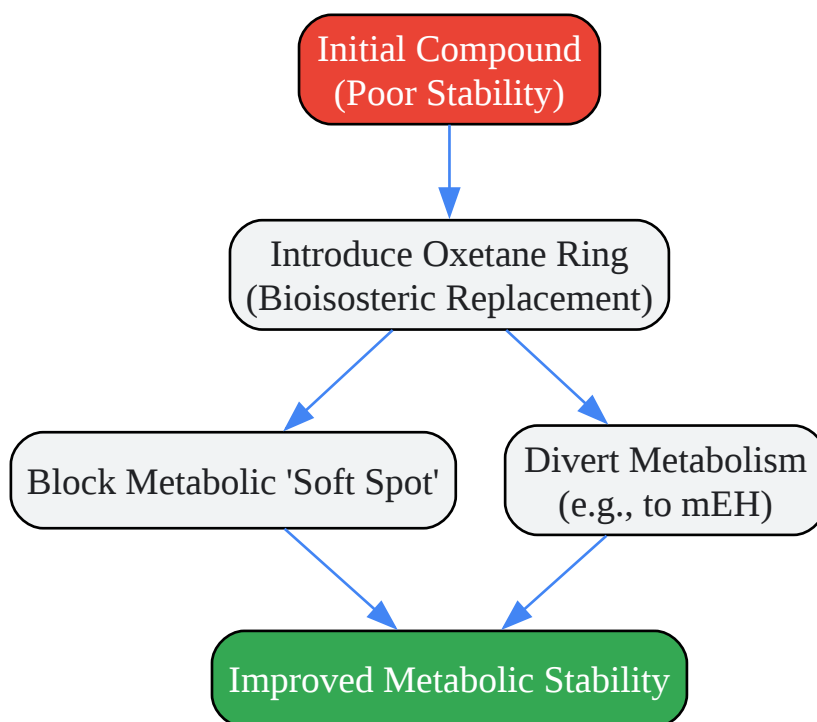 Initial Compound
(Poor Stability)
Introduce Oxetane Ring
(Bioisosteric Replacement)
Block Metabolic 'Soft Spot'
Divert Metabolism
(e.g., to mEH)
Improved Metabolic Stability